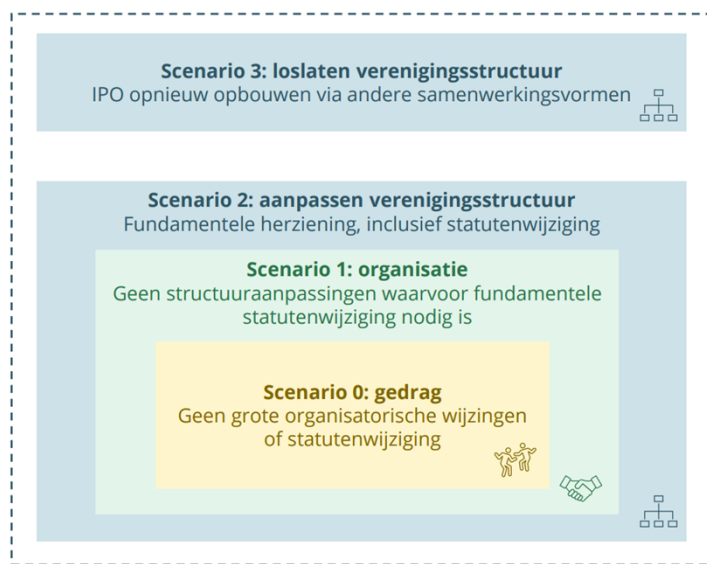 Scenario 3: loslaten verenigingsstructuur
IPO opnieuw opbouwen via andere samenwerkingsvormen
Scenario 2: aanpassen verenigingsstructuur
Fundamentele herziening, inclusief statutenwijziging
Scenario 1: organisatie
Geen structuuraanpassingen waarvoor fundamentele
statutenwijziging nodig is
Scenario 0: gedrag
Geen grote organisatorische wijzingen
of statutenwijziging